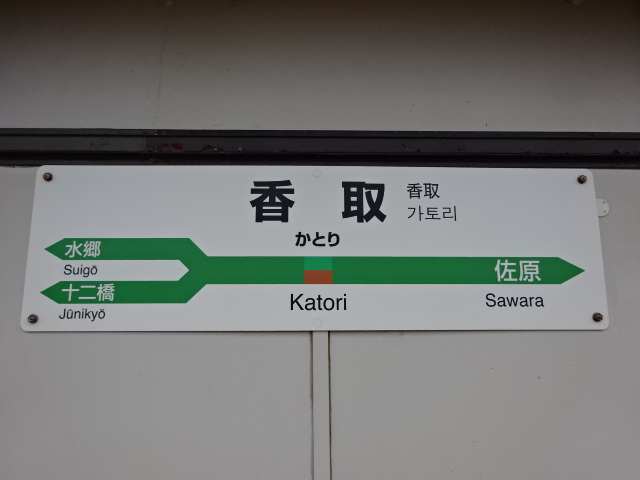 香取
香取
가토리
かとり
Katori
水郷
Suigō
十二橋
Jūnikyō
佐原
Sawara